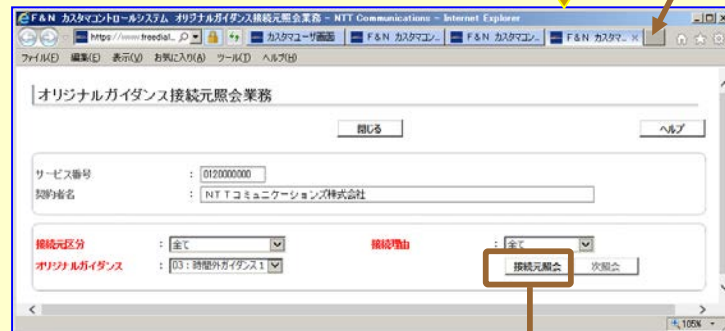 F&N カスタマコントロールシステム オリジナルガイダンス接続元照会業務 - NTT Communications - Internet Explorer
https://www.freedial. カスタマユーザ画面 F&N カスタマコン... F&N カスタマコン... F&N カスタマ...
ファイル(F) 編集(E) 表示(V) お気に入り(A) ツール(T) ヘルプ(H)
オリジナルガイダンス接続元照会業務
閉じる ヘルプ
サービス番号 : 0120000000
契約者名 : NTTコミュニケーションズ株式会社
接続元区分 : 全て 接続理由 : 全て
オリジナルガイダンス : 03:時間外ガイダンス1 接続元照会 次照会
105%